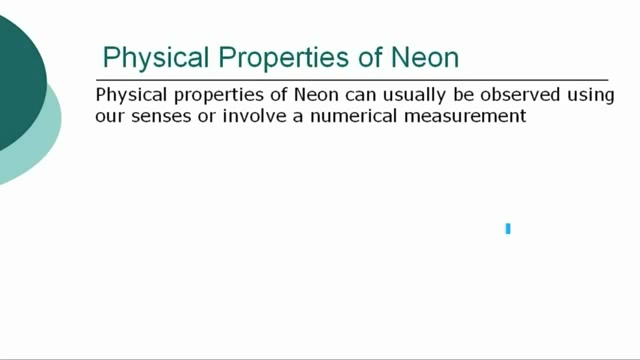 Physical Properties of Neon
Physical properties of Neon can usually be observed using
our senses or involve a numerical measurement